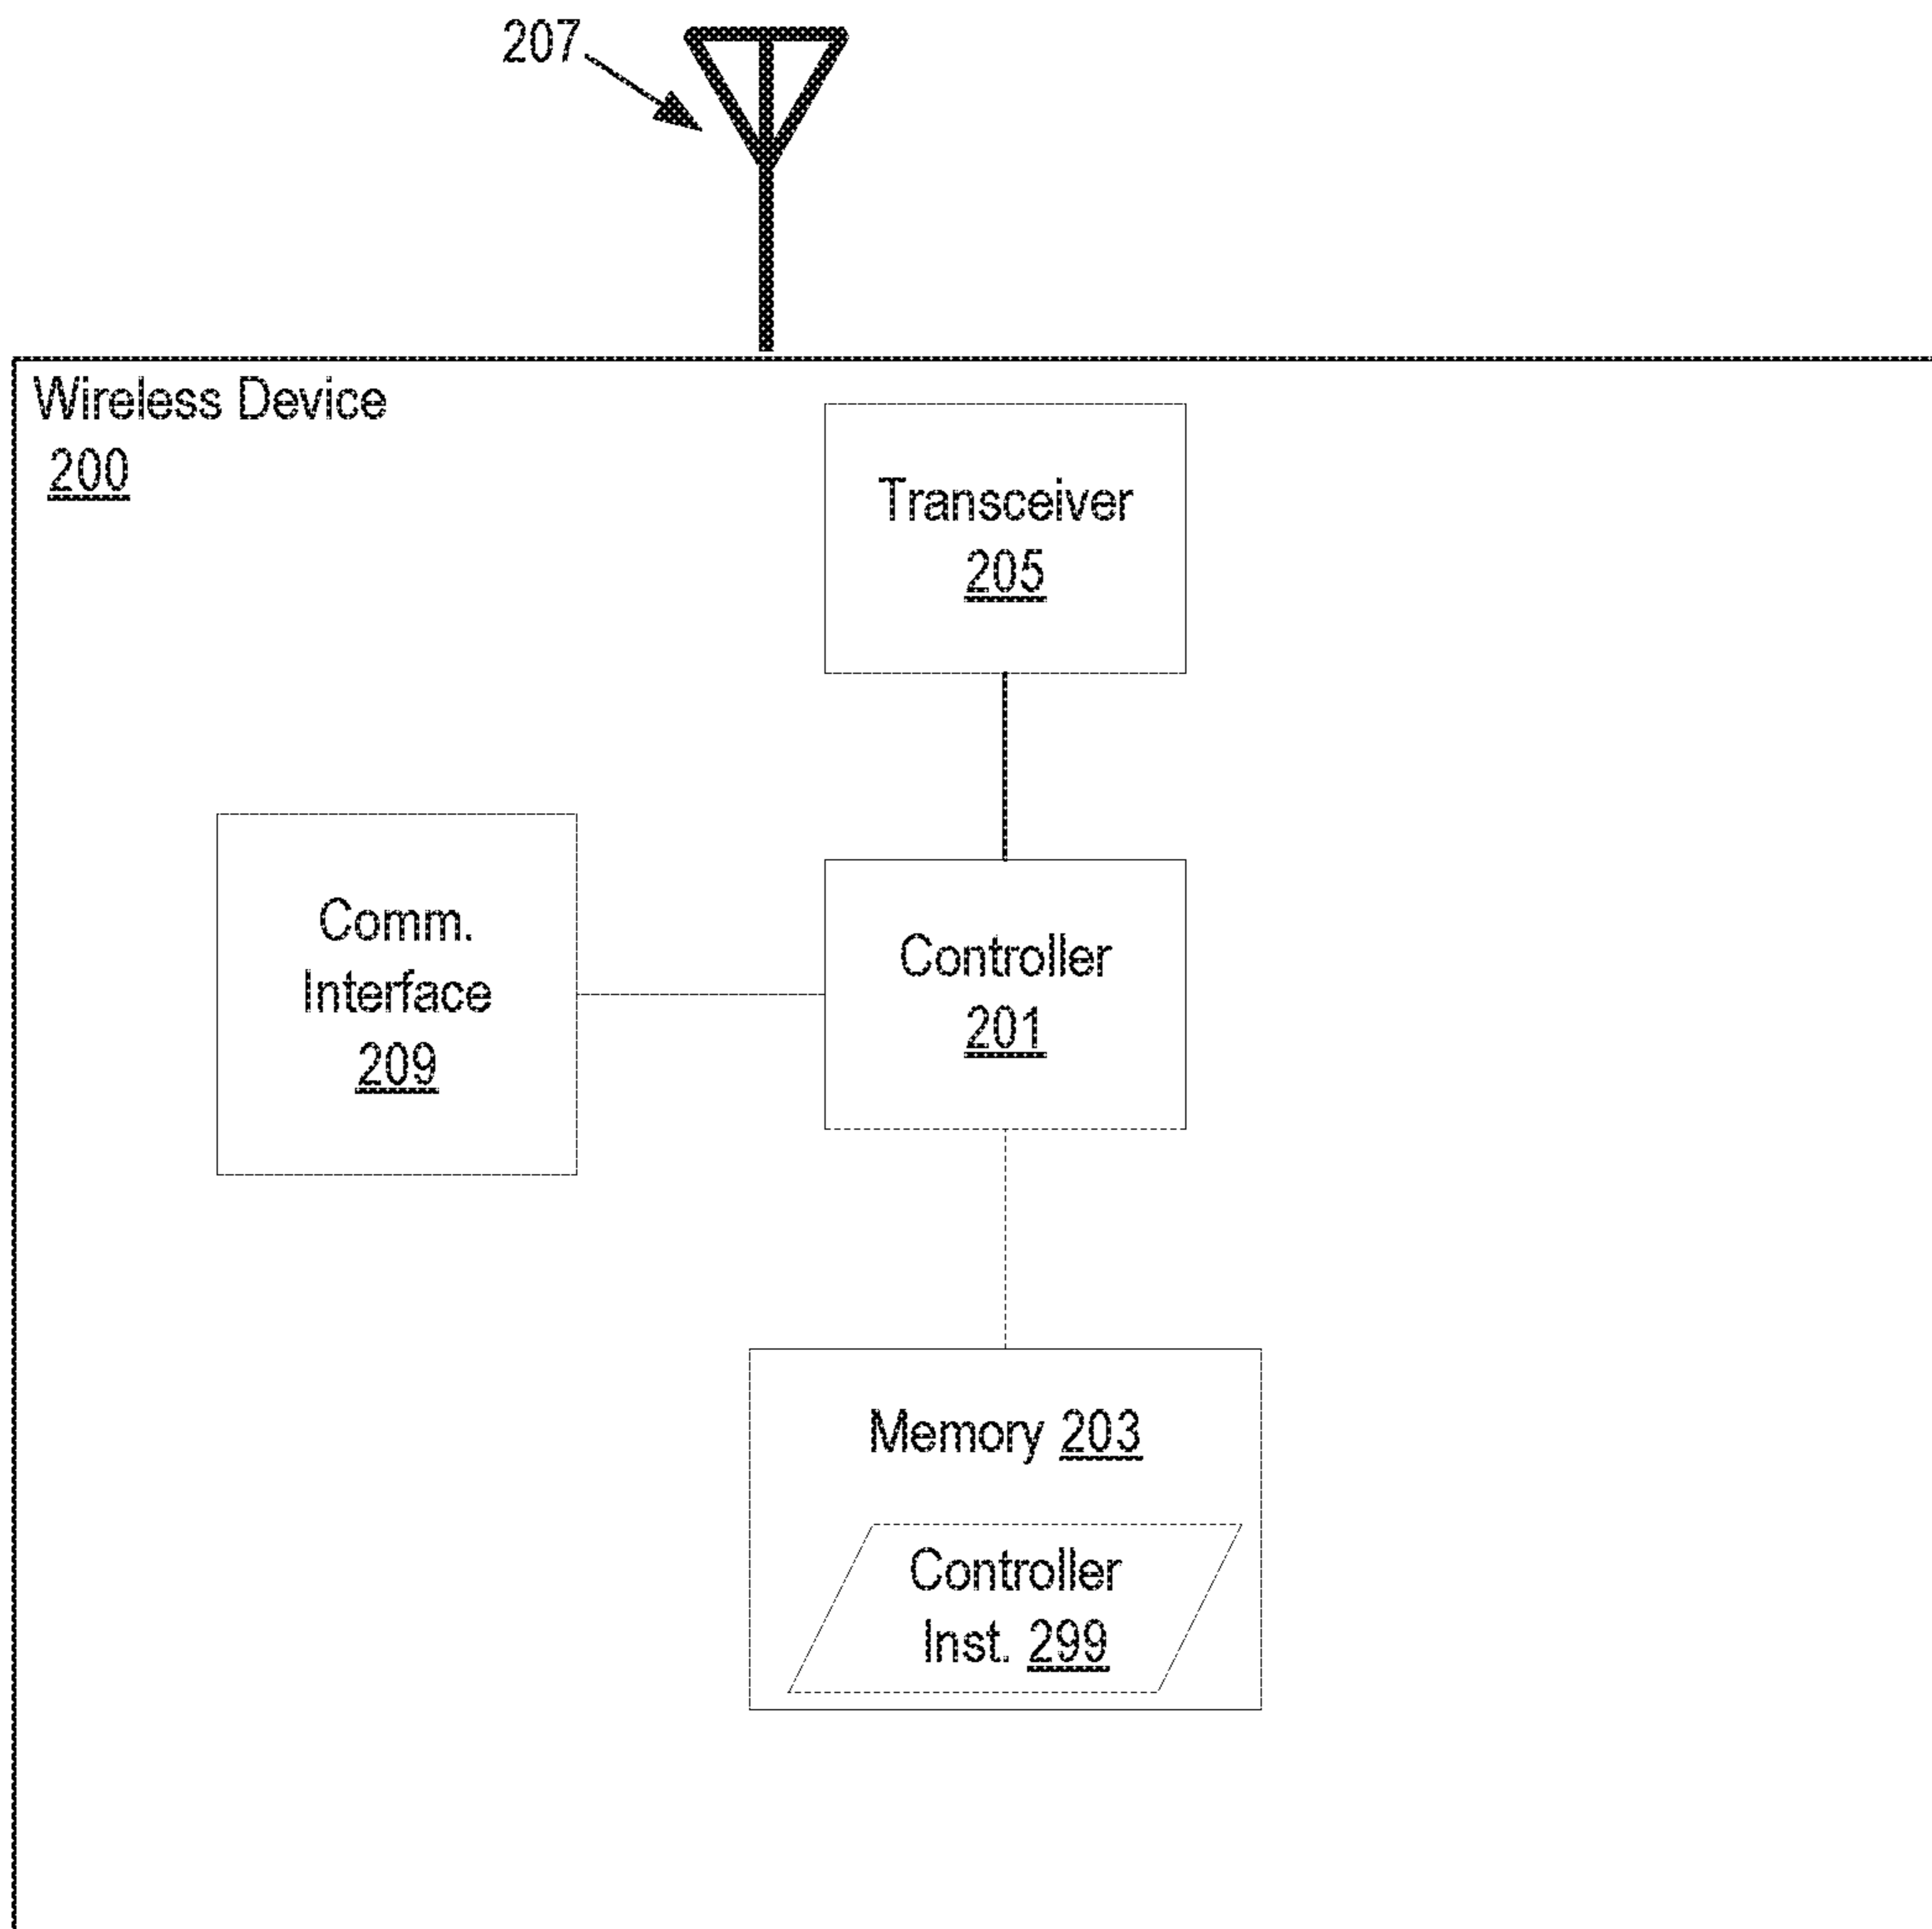 207
Wireless Device
200
Transceiver
205
Comm.
Interface
209
Controller
201
Memory 203
Controller
Inst. 299